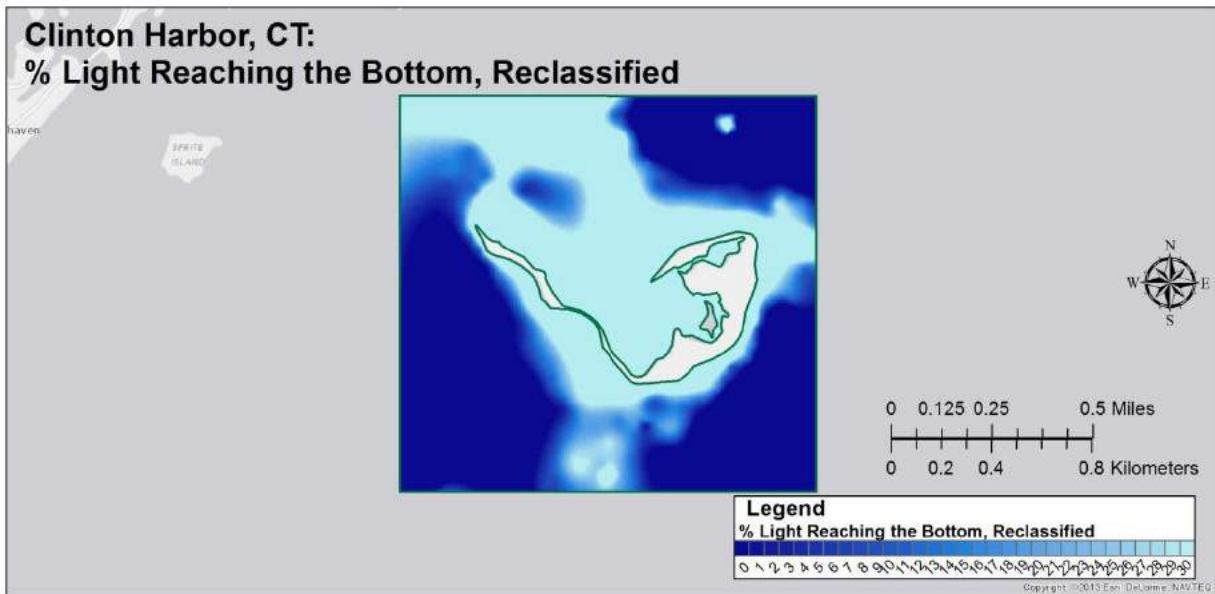 Clinton Harbor, CT:
% Light Reaching the Bottom, Reclassified
haven
SPRITE
ISLAND
N
W E
S
0 0.125 0.25 0.5 Miles
0 0.2 0.4 0.8 Kilometers
Legend
% Light Reaching the Bottom, Reclassified
0 1 2 3 4 5 6 7 8 9 10 11 12 13 14 15 16 17 18 19 20 21 22 23 24 25 26 27 28 29 30
Copyright: ©2013 Esri, DeLorme, NAVTEQ